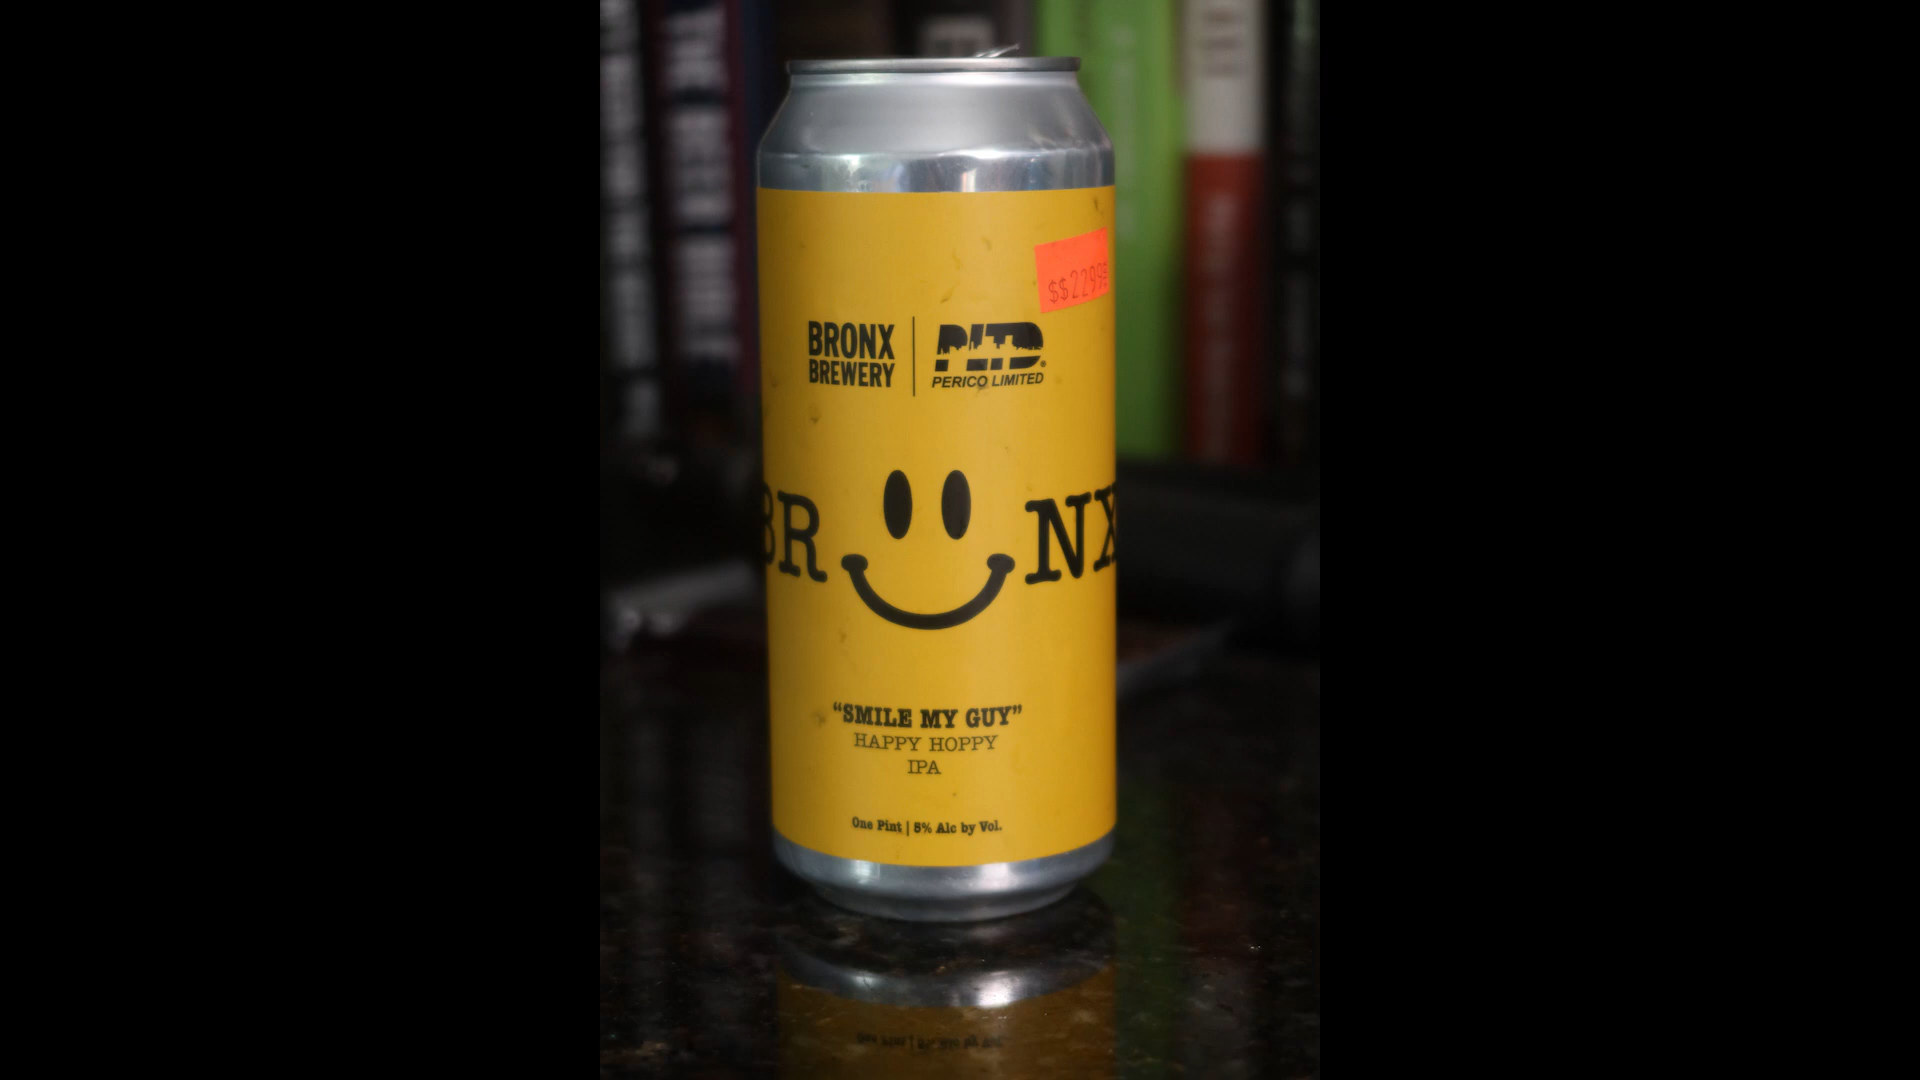 $$2299
BRONX
BREWERY
PLTD
PERICO LIMITED
BR NX
“SMILE MY GUY”
HAPPY HOPPY
IPA
One Pint | 5% Alc by Vol.